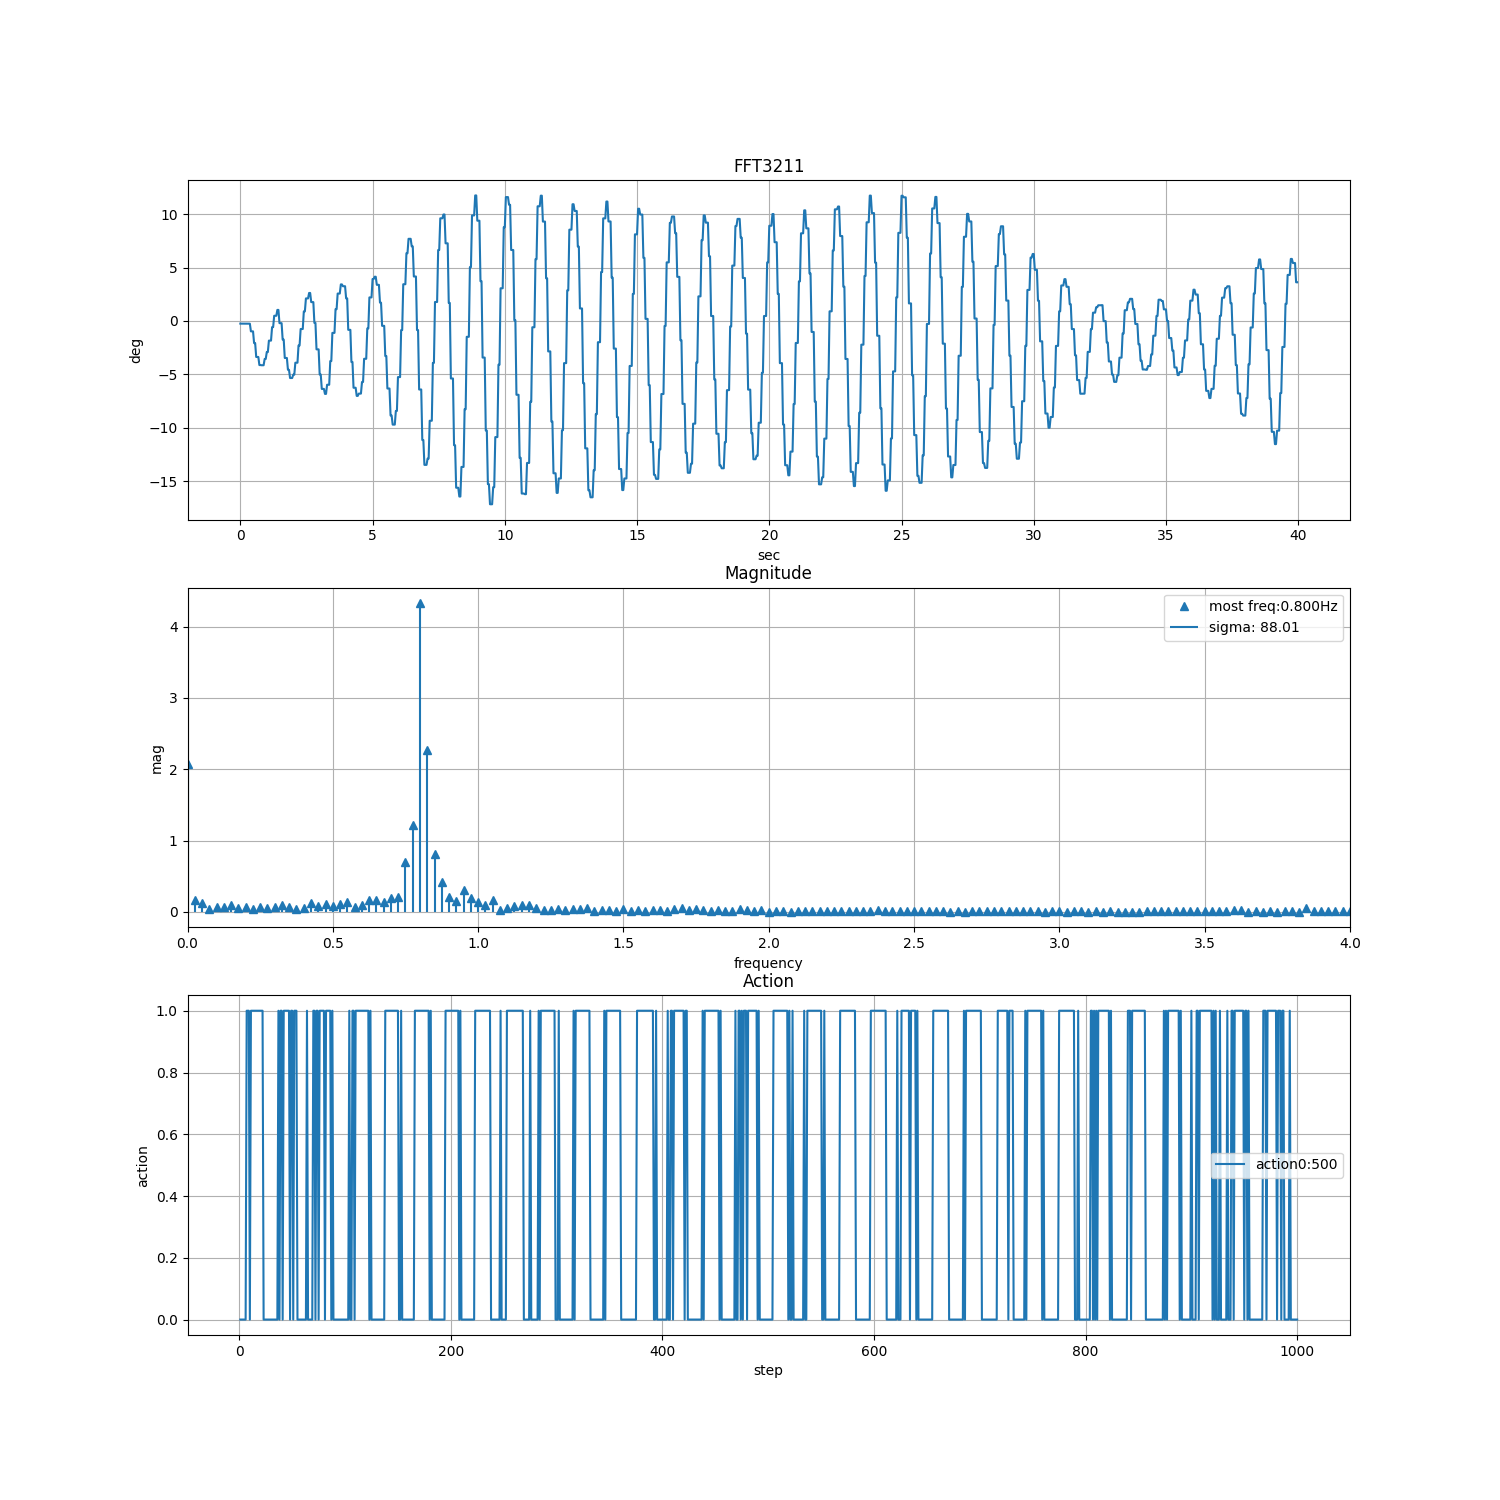 FFT3211
10
5
0
−5
−10
−15
deg
0 5 10 15 20 25 30 35 40
sec
Magnitude
most freq:0.800Hz
sigma: 88.01
4
3
2
1
0
mag
0.0 0.5 1.0 1.5 2.0 2.5 3.0 3.5 4.0
frequency
Action
1.0
0.8
0.6
0.4
0.2
0.0
action
action0:500
0 200 400 600 800 1000
step